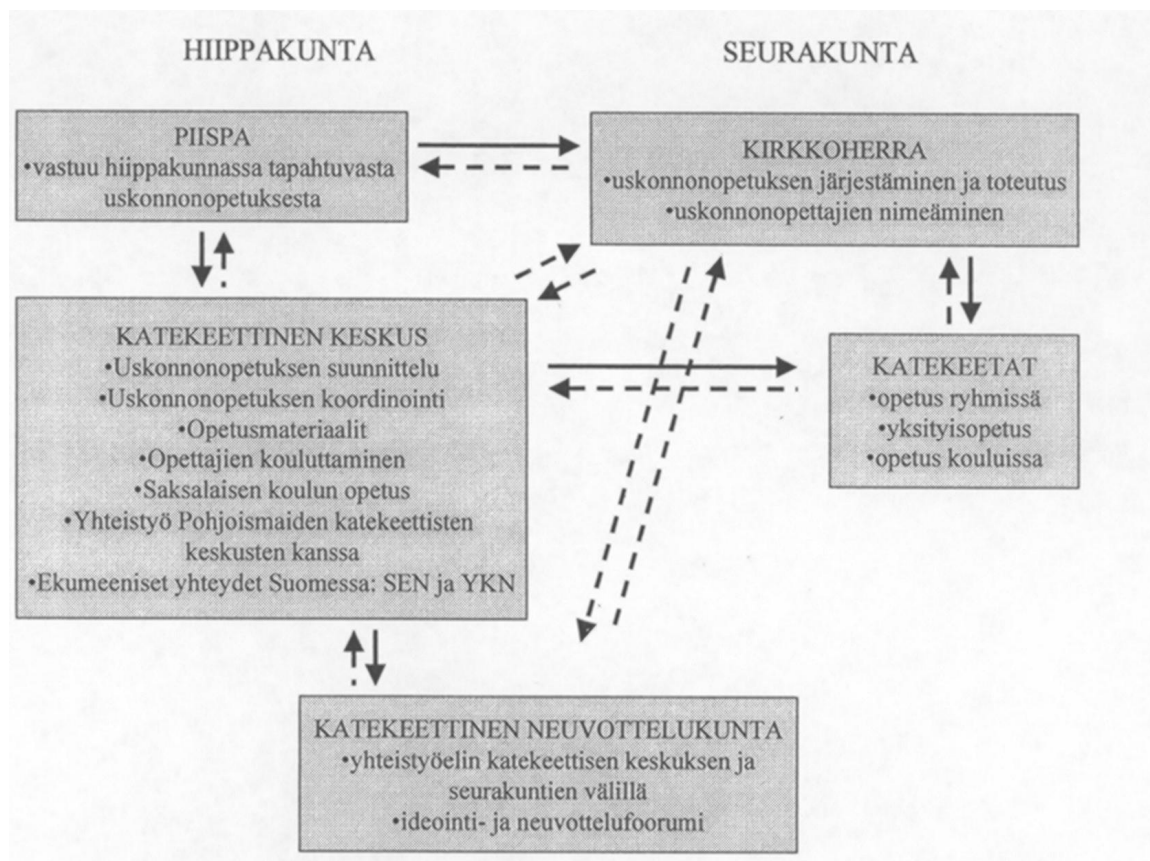 HIIPPAKUNTA
SEURAKUNTA
PIISPA
•vastuu hiippakunnassa tapahtuvasta
uskonnonopetuksesta
KIRKKOHERRA
•uskonnonopetuksen järjestäminen ja toteutus
•uskonnonopettajien nimeäminen
KATEKEETTINEN KESKUS
•Uskonnonopetuksen suunnittelu
•Uskonnonopetuksen koordinointi
•Opetusmateriaalit
•Opettajien kouluttaminen
•Saksalaisen koulun opetus
•Yhteistyö Pohjoismaiden katekeettisten
keskusten kanssa
•Ekumeeniset yhteydet Suomessa: SEN ja YKN
KATEKEETAT
•opetus ryhmissä
•yksityisopetus
•opetus kouluissa
KATEKEETTINEN NEUVOTTELUKUNTA
•yhteistyöelin katekeettisen keskuksen ja
seurakuntien välillä
•ideointi- ja neuvottelufoorumi